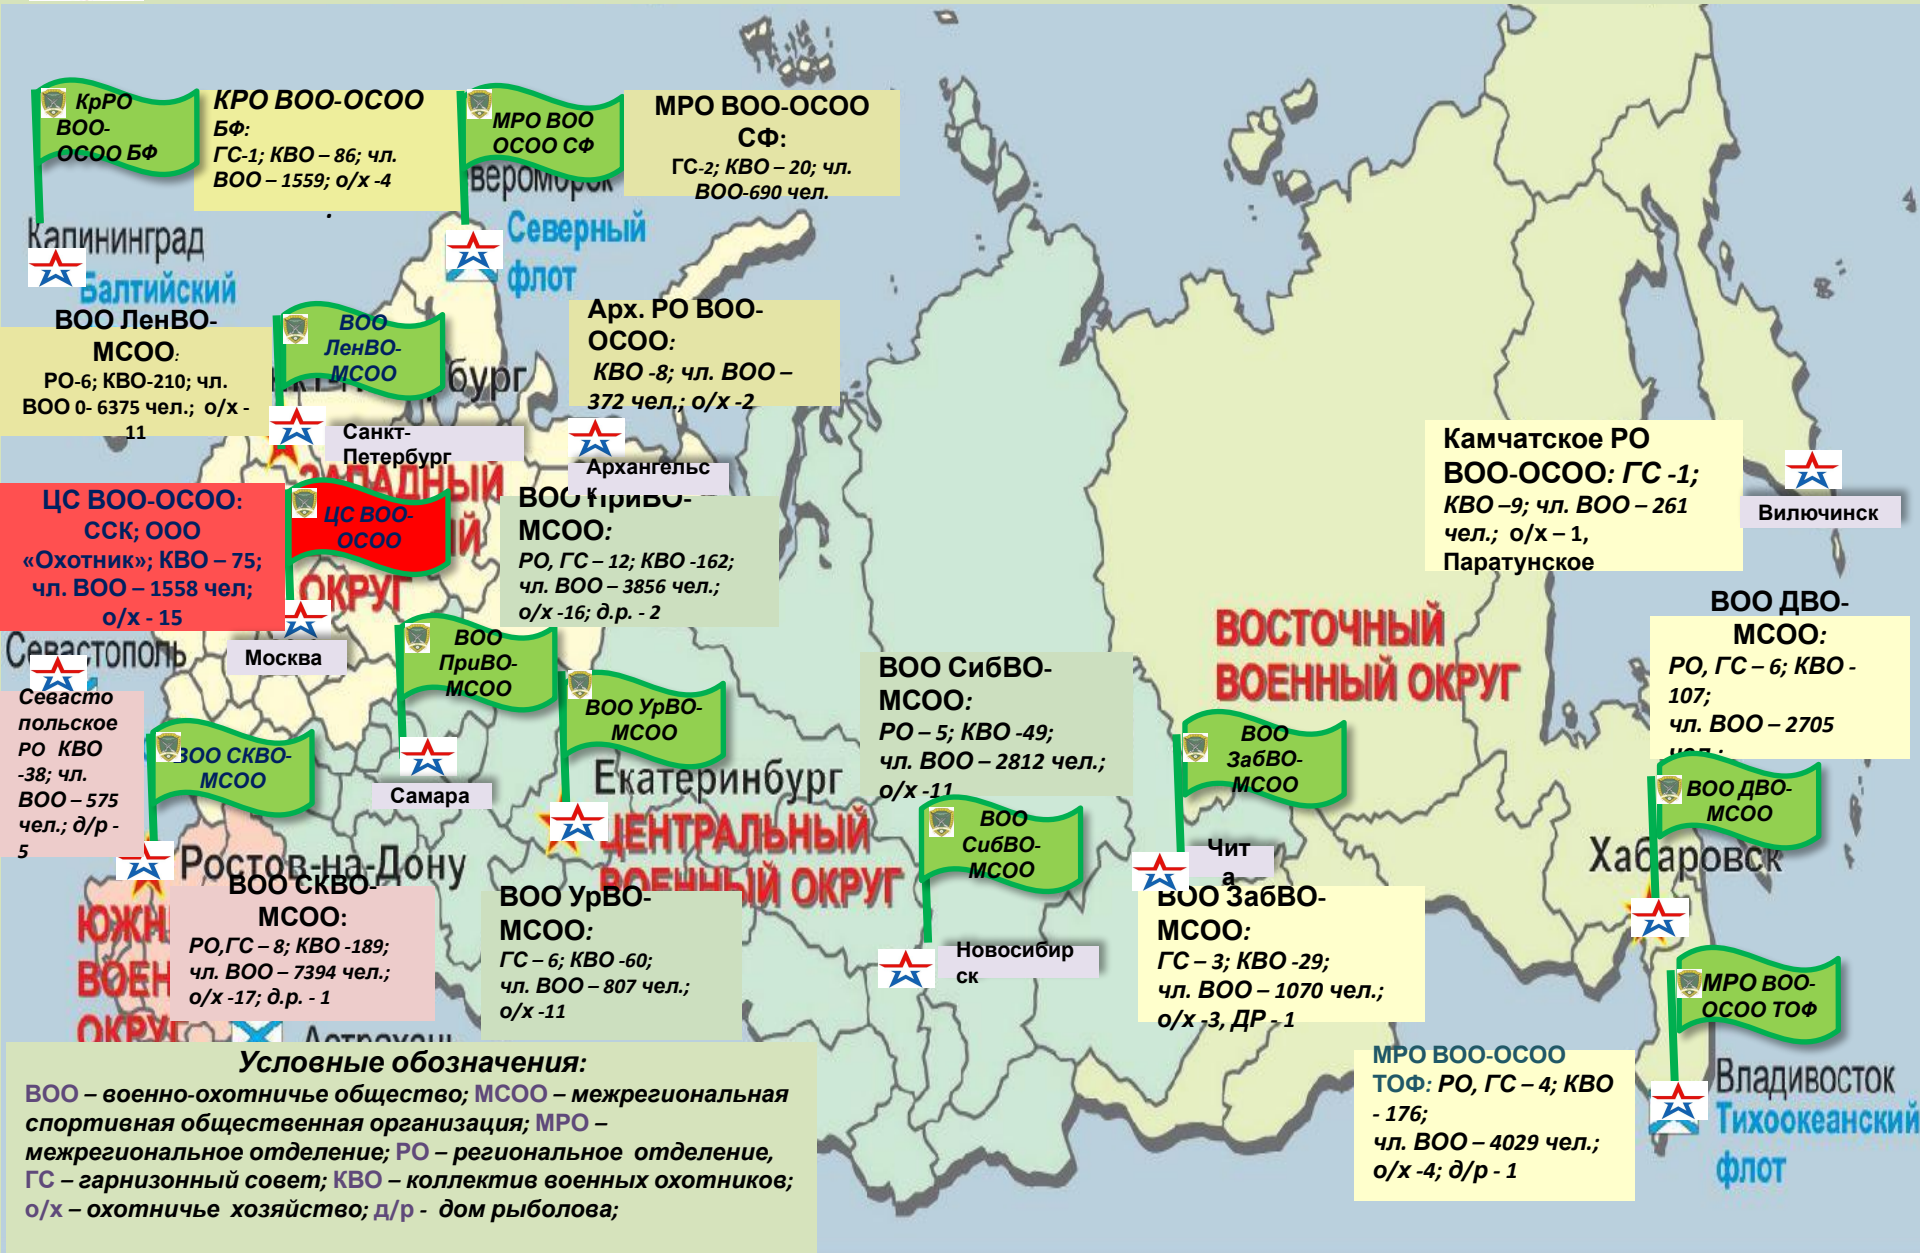 КрРО
ВОО-
ОСОО БФ
КРО ВОО-ОСОО
БФ:
ГС-1; КВО – 86; чл.
ВОО – 1559; о/х -4
.
МРО ВОО
ОСОО СФ
МРО ВОО-ОСОО
СФ:
ГС-2; КВО – 20; чл.
ВОО-690 чел.
вероморск
Северный
флот
Калининград
Балтийский
ВОО ЛенВО-
МСОО:
РО-6; КВО-210; чл.
ВОО 0- 6375 чел.; о/х -
11
ВОО
ЛенВО-
МСОО
бург
Санкт-
Петербург
Арх. РО ВОО-
ОСОО:
КВО -8; чл. ВОО –
372 чел.; о/х -2
Архангельс
к
ЗАПАДНЫЙ
ОКРУГ
ЦС ВОО-ОСОО:
ССК; ООО
«Охотник»; КВО – 75;
чл. ВОО – 1558 чел;
о/х - 15
ЦС ВОО-
ОСОО
Москва
ВОО ПриВО-
МСОО:
РО, ГС – 12; КВО -162;
чл. ВОО – 3856 чел.;
о/х -16; д.р. - 2
Камчатское РО
ВОО-ОСОО: ГС -1;
КВО –9; чл. ВОО – 261
чел.; о/х – 1,
Паратунское
Вилючинск
ВОСТОЧНЫЙ
ВОЕННЫЙ ОКРУГ
ВОО ДВО-
МСОО:
РО, ГС – 6; КВО -
107;
чл. ВОО – 2705
чел.;
ВОО ДВО-
МСОО
Хабаровск
Севастополь
Севасто
польское
РО КВО
-38; чл.
ВОО – 575
чел.; д/р -
5
ВОО СКВО-
МСОО
ВОО
ПриВО-
МСОО
Самара
ВОО УрВО-
МСОО
Екатеринбург
ЦЕНТРАЛЬНЫЙ
ВОЕННЫЙ ОКРУГ
ВОО СибВО-
МСОО:
РО – 5; КВО -49;
чл. ВОО – 2812 чел.;
о/х -11
ВОО
СибВО-
МСОО
Новосибир
ск
ВОО
ЗабВО-
МСОО
Чит
а
ВОО ЗабВО-
МСОО:
ГС – 3; КВО -29;
чл. ВОО – 1070 чел.;
о/х -3, ДР - 1
Ростов-на-Дону
ЮЖН
ВОЕН
ОКРУГ
ВОО СКВО-
МСОО:
РО,ГС – 8; КВО -189;
чл. ВОО – 7394 чел.;
о/х -17; д.р. - 1
Астрахань
ВОО УрВО-
МСОО:
ГС – 6; КВО -60;
чл. ВОО – 807 чел.;
о/х -11
МРО ВОО-
ОСОО ТОФ
МРО ВОО-ОСОО
ТОФ: РО, ГС – 4; КВО
- 176;
чл. ВОО – 4029 чел.;
о/х -4; д/р - 1
Владивосток
Тихоокеанский
флот
Условные обозначения:
ВОО – военно-охотничье общество; МСОО – межрегиональная
спортивная общественная организация; МРО –
межрегиональное отделение; РО – региональное отделение,
ГС – гарнизонный совет; КВО – коллектив военных охотников;
о/х – охотничье хозяйство; д/р - дом рыболова;